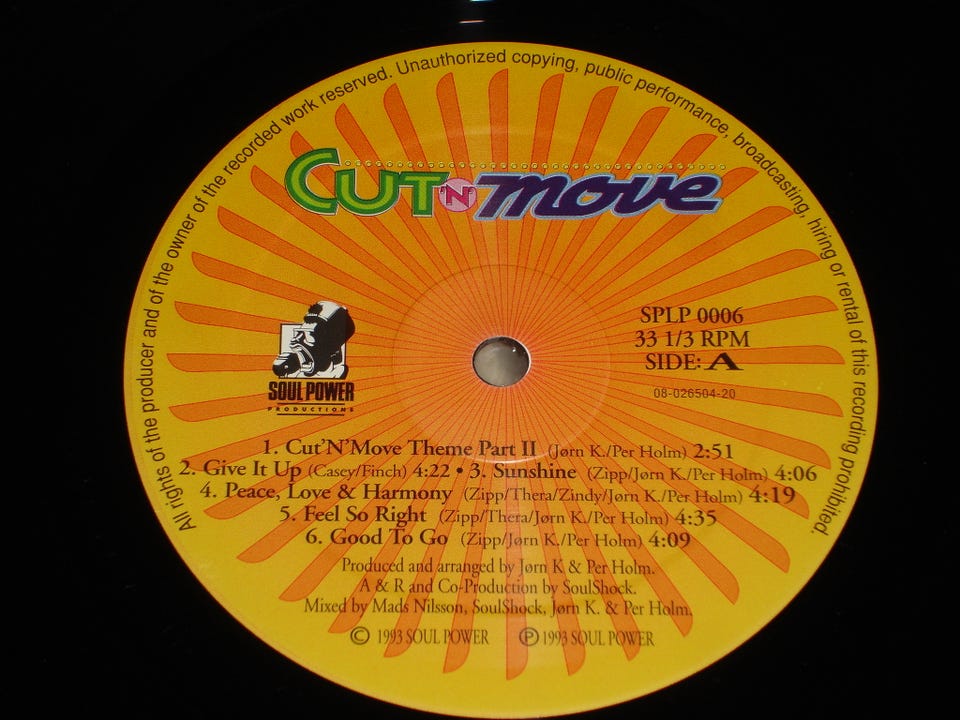 All rights of the producer and of the owner of the recorded work reserved. Unauthorized copying, public performance, broadcasting, hiring or rental of this recording prohibited.
CUT 'N' move
SOUL POWER
PRODUCTIONS
SPLP 0006
33 1/3 RPM
SIDE: A
08-026504-20
1. Cut'N'Move Theme Part II (Jørn K./Per Holm) 2:51
2. Give It Up (Casey/Finch) 4:22 • 3. Sunshine (Zipp/Jørn K./Per Holm) 4:06
4. Peace, Love & Harmony (Zipp/Thera/Zindy/Jørn K./Per Holm) 4:19
5. Feel So Right (Zipp/Thera/Jørn K./Per Holm) 4:35
6. Good To Go (Zipp/Jørn K./Per Holm) 4:09
Produced and arranged by Jørn K & Per Holm.
A & R and Co-Production by SoulShock.
Mixed by Mads Nilsson, SoulShock, Jørn K. & Per Holm.
© 1993 SOUL POWER ℗ 1993 SOUL POWER